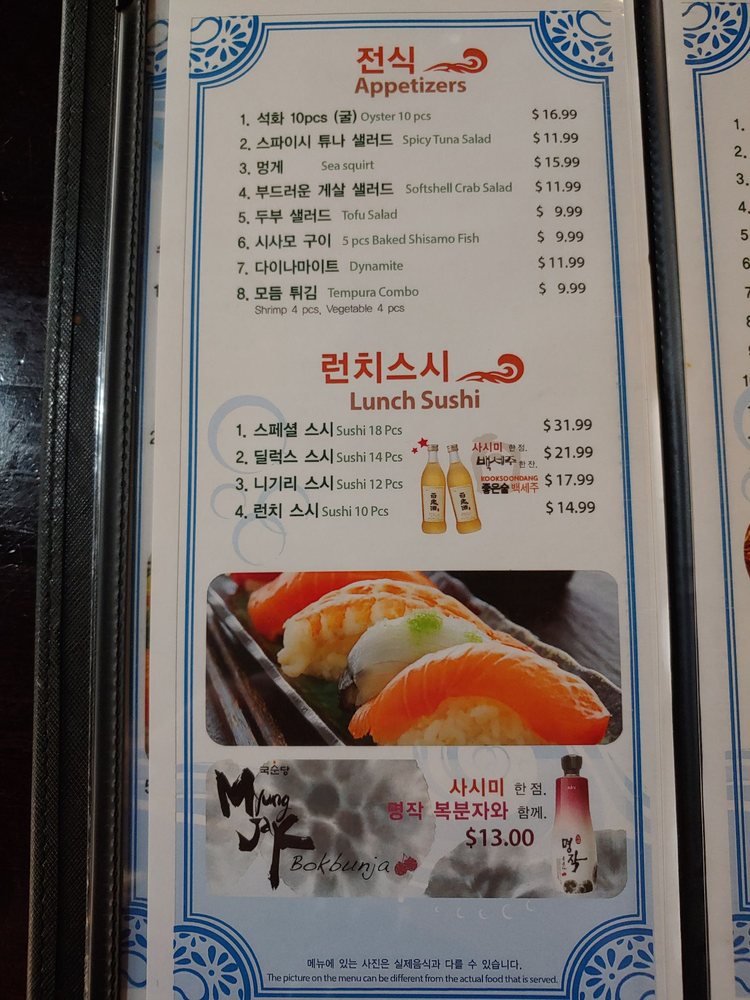 전식
Appetizers
1. 석화 10pcs (굴) Oyster 10 pcs $16.99
2. 스파이시 튜나 샐러드 Spicy Tuna Salad $11.99
3. 멍게 Sea squirt $15.99
4. 부드러운 게살 샐러드 Softshell Crab Salad $11.99
5. 두부 샐러드 Tofu Salad $ 9.99
6. 시사모 구이 5 pcs Baked Shisamo Fish $ 9.99
7. 다이나마이트 Dynamite $11.99
8. 모듬 튀김 Tempura Combo $ 9.99
Shrimp 4 pcs, Vegetable 4 pcs
런치스시
Lunch Sushi
1. 스페셜 스시 Sushi 18 Pcs $31.99
2. 딜럭스 스시 Sushi 14 Pcs $21.99
3. 니기리 스시 Sushi 12 Pcs $17.99
4. 런치 스시 Sushi 10 Pcs $14.99
사시미 한 점.
백세주 한 잔.
KOOKSOONDANG
좋은술 백세주
국순당
Myung
Jak
Bokbunja
사시미 한 점.
명작 복분자와 함께.
$13.00
명작
메뉴에 있는 사진은 실제음식과 다를 수 있습니다.
The picture on the menu can be different from the actual food that is served.
1.
2.
3.
4.
5
6
7